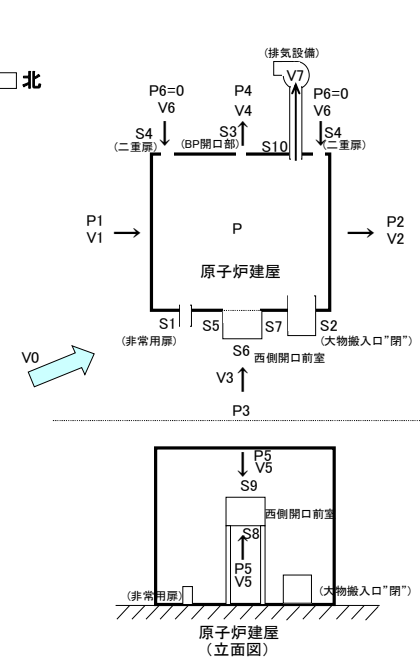 北
(排気設備)
V7
P6=0
V6
P4
V4
P6=0
V6
S4
(二重扉)
S3
(BP開口部)
S10
S4
(二重扉)
P1
V1
P
P2
V2
原子炉建屋
S1
(非常用扉)
S5
S7
S2
(大物搬入口"閉")
S6
西側開口前室
V0
V3
P3
P5
V5
S9
西側開口前室
S8
P5
V5
(非常用扉)
(大物搬入口"閉")
原子炉建屋
(立面図)